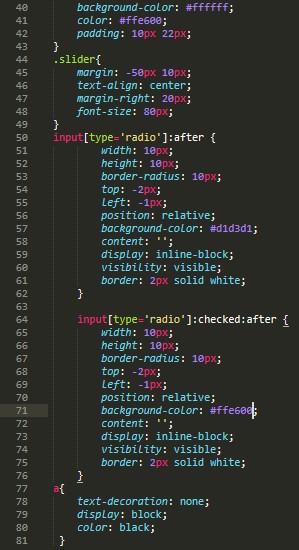 40 background-color: #ffffff;
41 color: #ffe600;
42 padding: 10px 22px;
43 }
44 .slider{
45 margin: -50px 10px;
46 text-align: center;
47 margin-right: 20px;
48 font-size: 80px;
49 }
50 input[type='radio']:after {
51 width: 10px;
52 height: 10px;
53 border-radius: 10px;
54 top: -2px;
55 left: -1px;
56 position: relative;
57 background-color: #d1d3d1;
58 content: '';
59 display: inline-block;
60 visibility: visible;
61 border: 2px solid white;
62 }
63
64 input[type='radio']:checked:after {
65 width: 10px;
66 height: 10px;
67 border-radius: 10px;
68 top: -2px;
69 left: -1px;
70 position: relative;
71 background-color: #ffe600;
72 content: '';
73 display: inline-block;
74 visibility: visible;
75 border: 2px solid white;
76 }
77 a{
78 text-decoration: none;
79 display: block;
80 color: black;
81 }